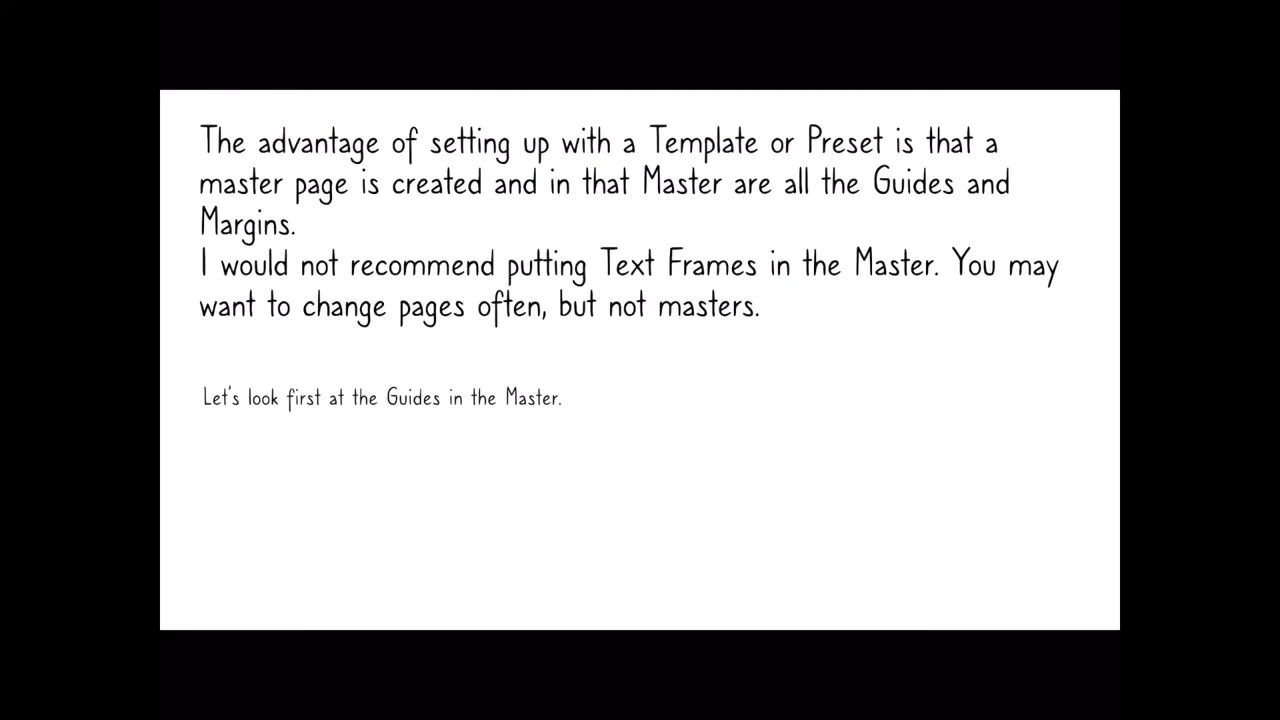 The advantage of setting up with a Template or Preset is that a
master page is created and in that Master are all the Guides and
Margins.
I would not recommend putting Text Frames in the Master. You may
want to change pages often, but not masters.
Let's look first at the Guides in the Master.